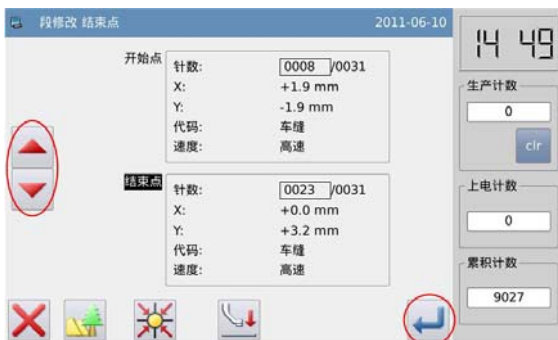 段修改 结束点 2011-06-10
14 49
开始点
针数: 0008 /0031
X: +1.9 mm
Y: -1.9 mm
代码: 车缝
速度: 高速
结束点
针数: 0023 /0031
X: +0.0 mm
Y: +3.2 mm
代码: 车缝
速度: 高速
生产计数
0
clr
上电计数
0
累积计数
9027